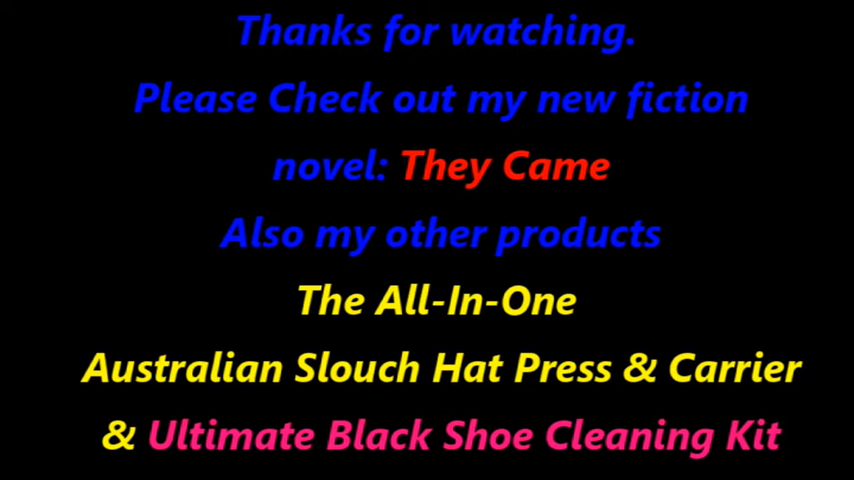 Thanks for watching.
Please Check out my new fiction
novel: They Came
Also my other products
The All-In-One
Australian Slouch Hat Press & Carrier
& Ultimate Black Shoe Cleaning Kit